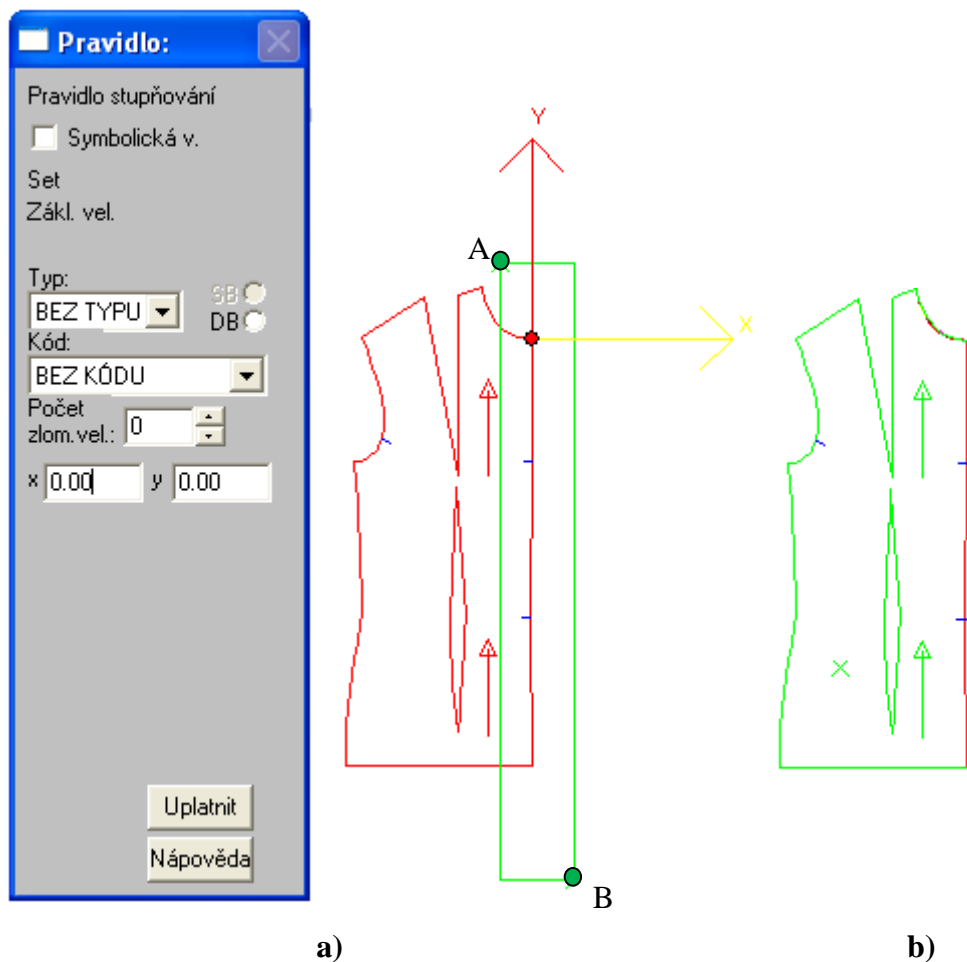 Pravidlo:
Pravidlo stupňování
Symbolická v.
Set
Zákl. vel.
Typ:
BEZ TYPU
SB
DB
Kód:
BEZ KÓDU
Počet
zlom.vel.: 0
x 0.00 y 0.00
Uplatnit
Nápověda
Y
A
X
B
a)
b)